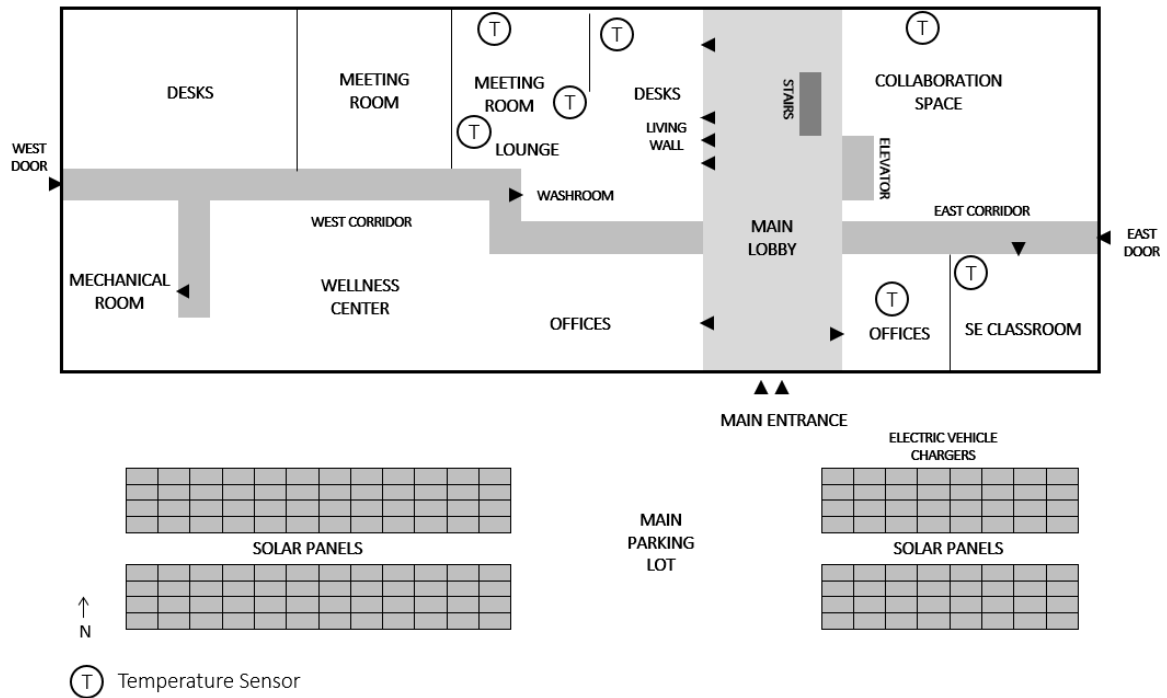 T
T
T
DESKS
MEETING
ROOM
MEETING
ROOM
DESKS
STAIRS
COLLABORATION
SPACE
T
T
LIVING
WALL
LOUNGE
WEST
DOOR
ELEVATOR
WASHROOM
WEST CORRIDOR
MAIN
LOBBY
EAST CORRIDOR
EAST
DOOR
MECHANICAL
ROOM
WELLNESS
CENTER
OFFICES
T
T
OFFICES
SE CLASSROOM
MAIN ENTRANCE
ELECTRIC VEHICLE
CHARGERS
MAIN
PARKING
LOT
SOLAR PANELS
SOLAR PANELS
N
T Temperature Sensor